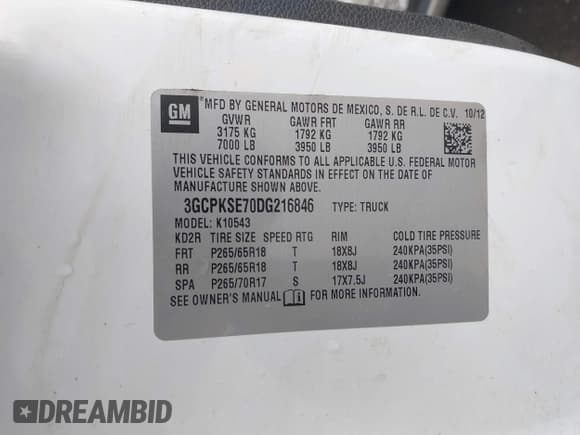 GM
*MFD BY GENERAL MOTORS DE MEXICO, S. DE R.L. DE C.V. 10/12
GVWR GAWR FRT GAWR RR
3175 KG 1792 KG 1792 KG
7000 LB 3950 LB 3950 LB
THIS VEHICLE CONFORMS TO ALL APPLICABLE U.S. FEDERAL MOTOR
VEHICLE SAFETY STANDARDS IN EFFECT ON THE DATE OF
MANUFACTURE SHOWN ABOVE.
3GCPKSE70DG216846 TYPE: TRUCK
MODEL: K10543
KD2R TIRE SIZE SPEED RTG RIM COLD TIRE PRESSURE
FRT P265/65R18 T 18X8J 240KPA(35PSI)
RR P265/65R18 T 18X8J 240KPA(35PSI)
SPA P265/70R17 S 17X7.5J 240KPA(35PSI)
SEE OWNER'S MANUAL FOR MORE INFORMATION.
DREAMBID